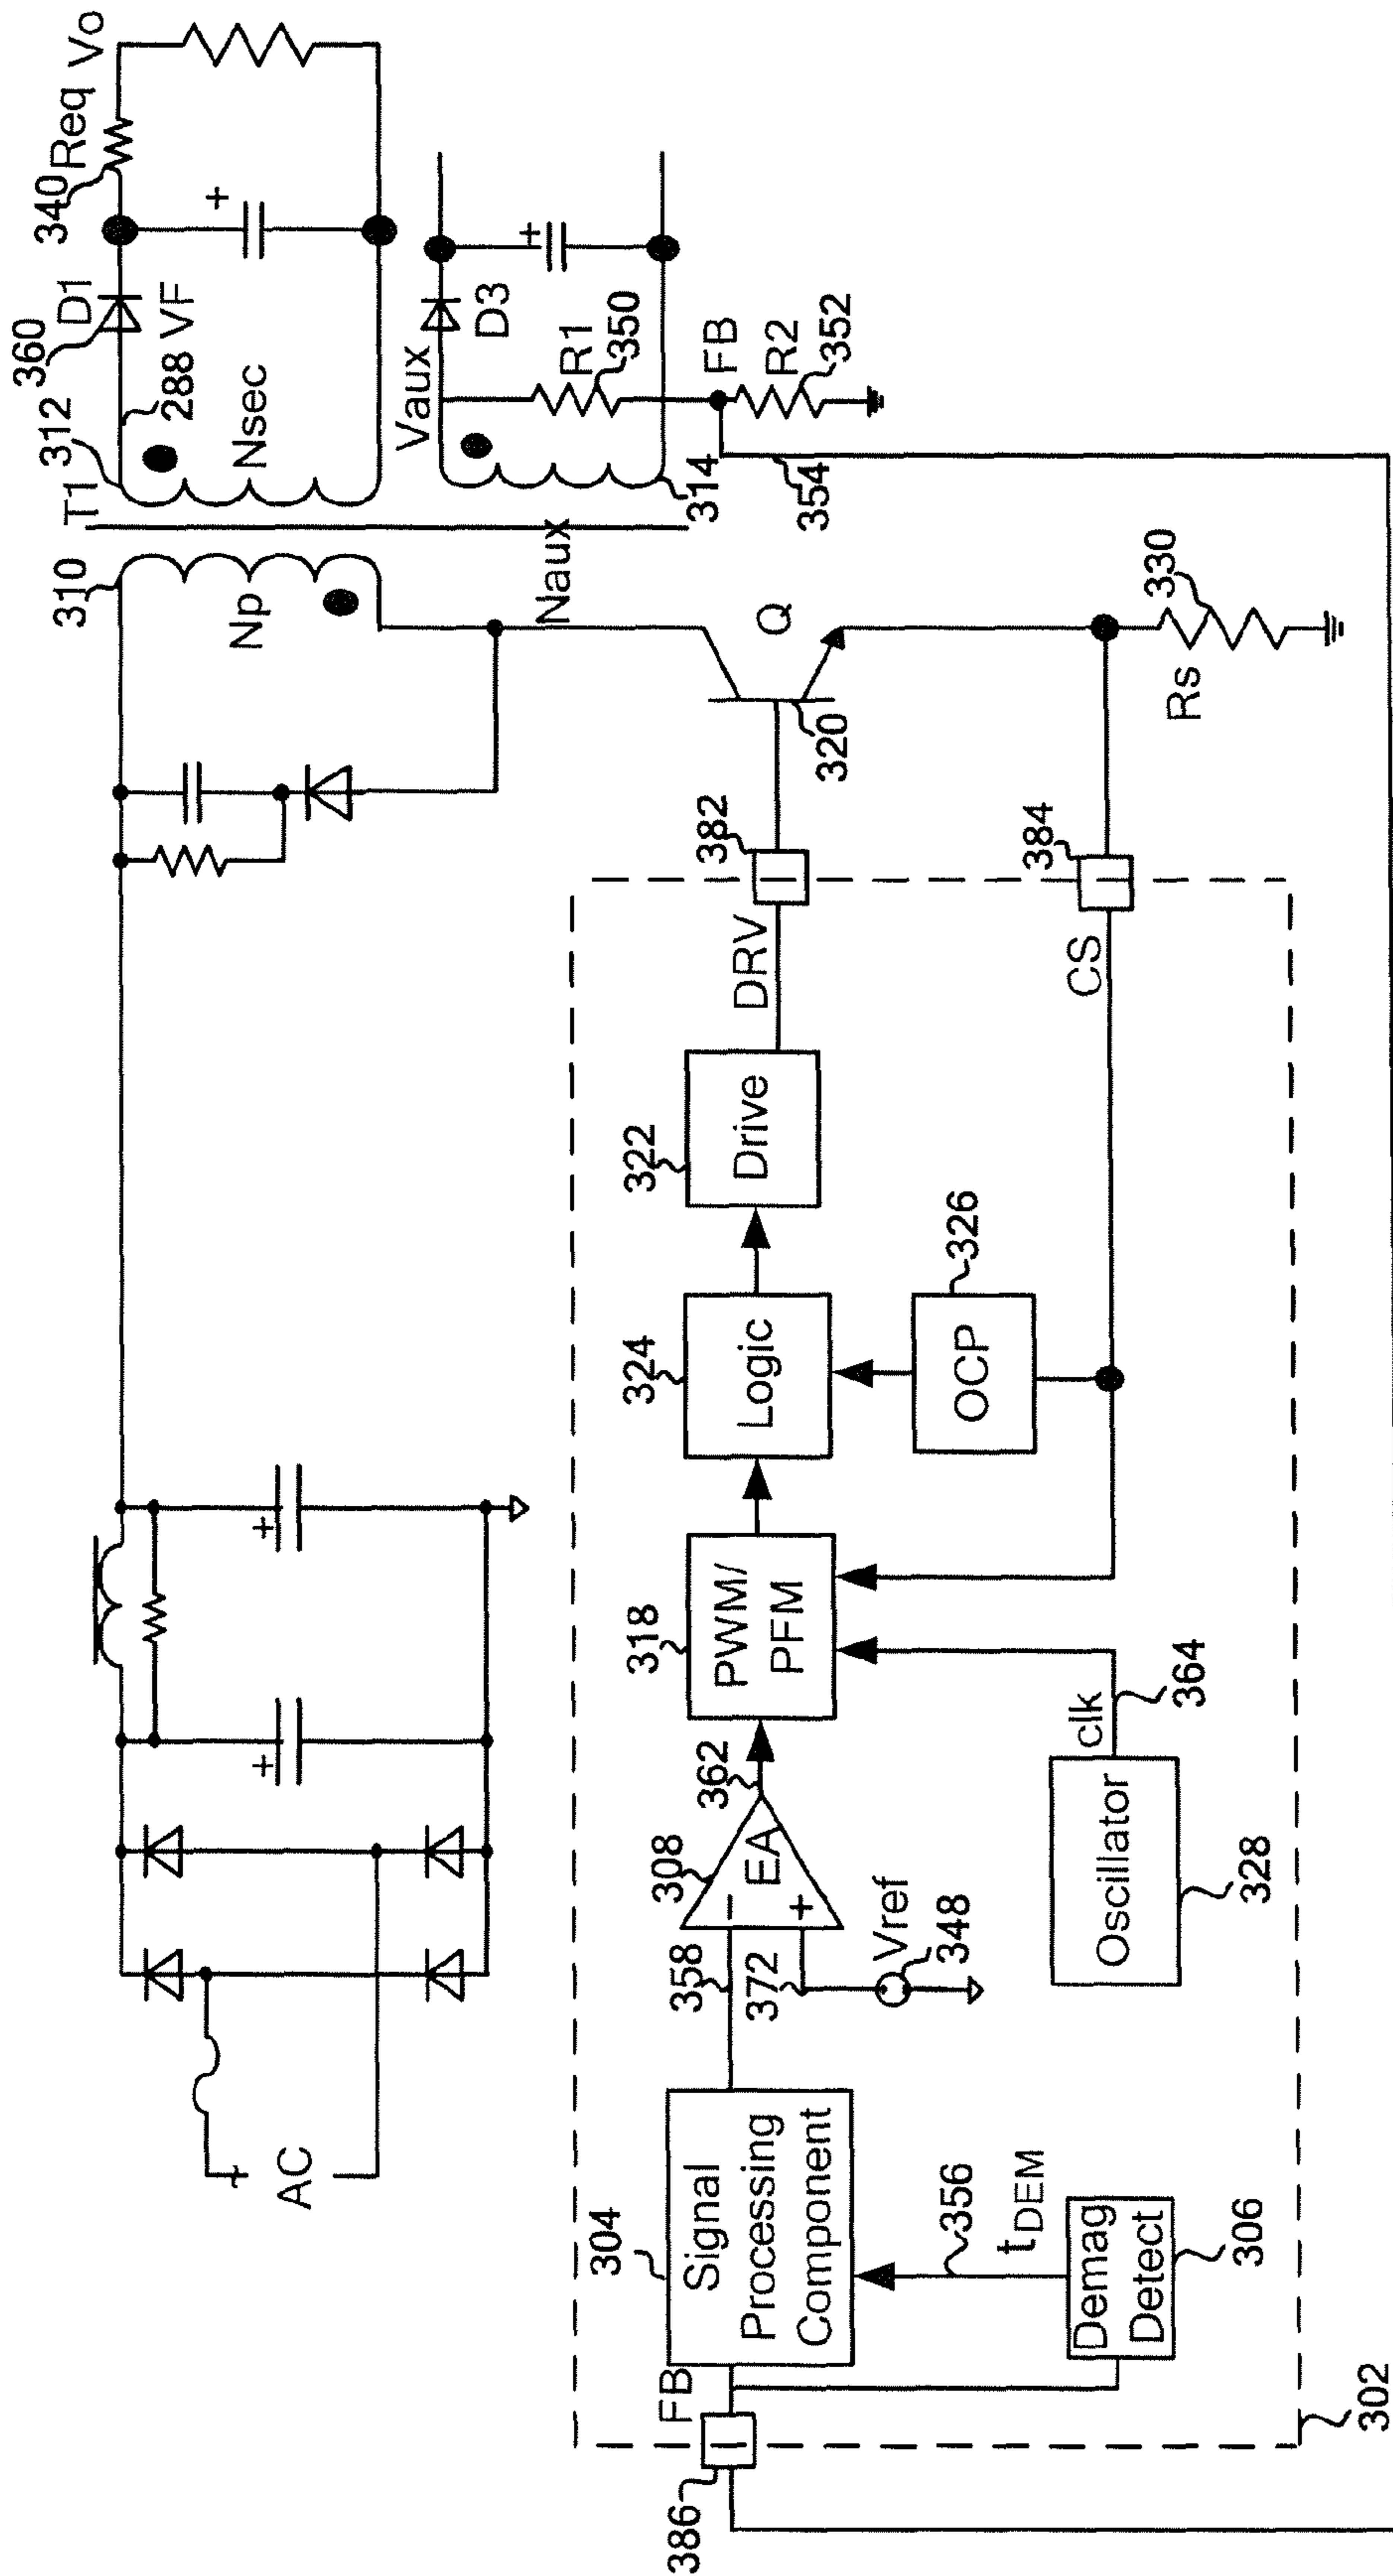 AC
T1
310
312
Np
Nsec
288 VF
360
D1
340
Req
Vo
+
+
+
Vaux
D3
+
R1
350
FB
R2
352
354
314
Naux
Q
320
Rs
330
382
384
DRV
CS
322
Drive
324
Logic
326
OCP
318
PWM/
PFM
362
308
EA
−
+
358
372
Vref
348
clk
364
Oscillator
328
304
Signal
Processing
Component
356
tDEM
Demag
Detect
306
FB
386
302